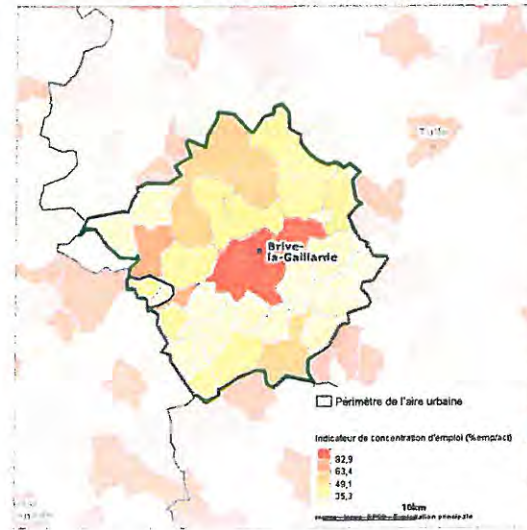 Tulle
Brive-
la-Gaillarde
Périmètre de l'aire urbaine
Indicateur de concentration d'emploi (%emp/act)
82,9
63,4
49,1
35,3
10km